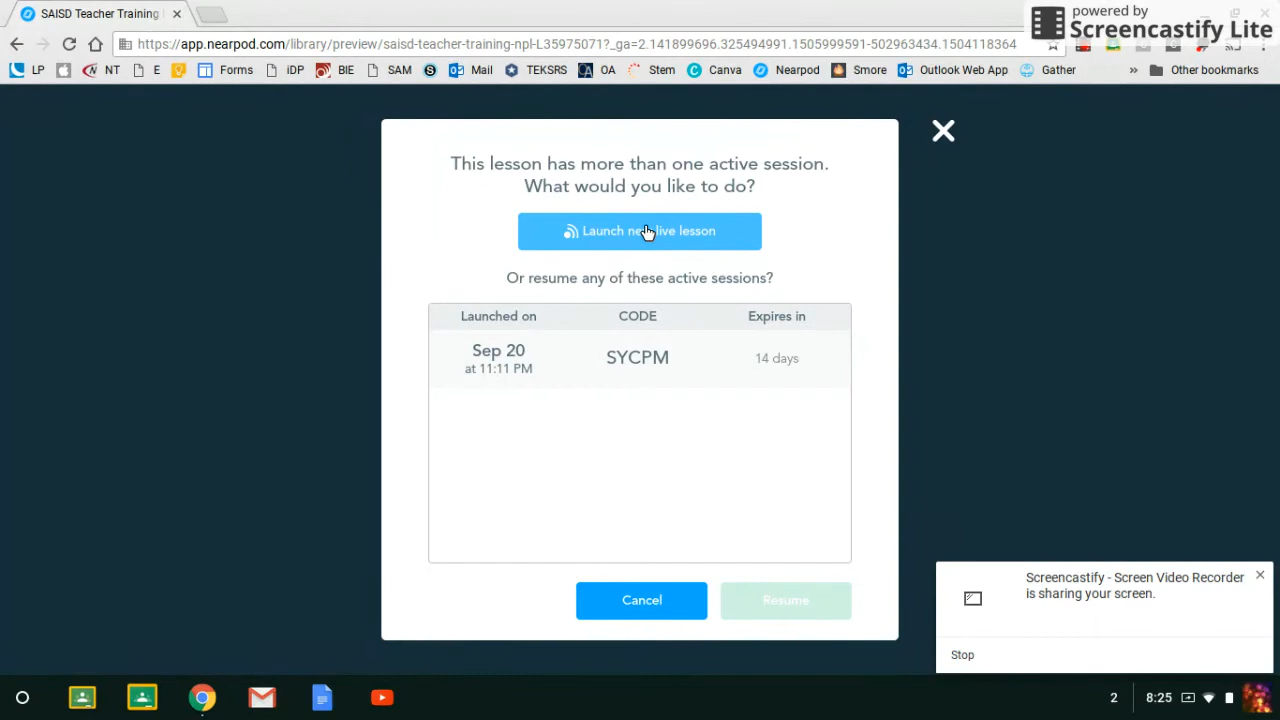 SAISD Teacher Training
powered by
Screencastify Lite
https://app.nearpod.com/library/preview/saisd-teacher-training-npl-L35975071?_ga=2.141899696.325494991.1505999991-502933434.1504118364
LP
NT
E
Forms
iDP
BIE
SAM
Mail
TEKSRS
OA
Stem
Canva
Nearpod
Smore
Outlook Web App
Gather
»
Other bookmarks
This lesson has more than one active session.
What would you like to do?
Launch live lesson
Or resume any of these active sessions?
Launched on CODE Expires in
Sep 20 SYCPM 14 days
at 11:11 PM
Cancel Resume
Screencastify - Screen Video Recorder
is sharing your screen.
Stop
2 8:25